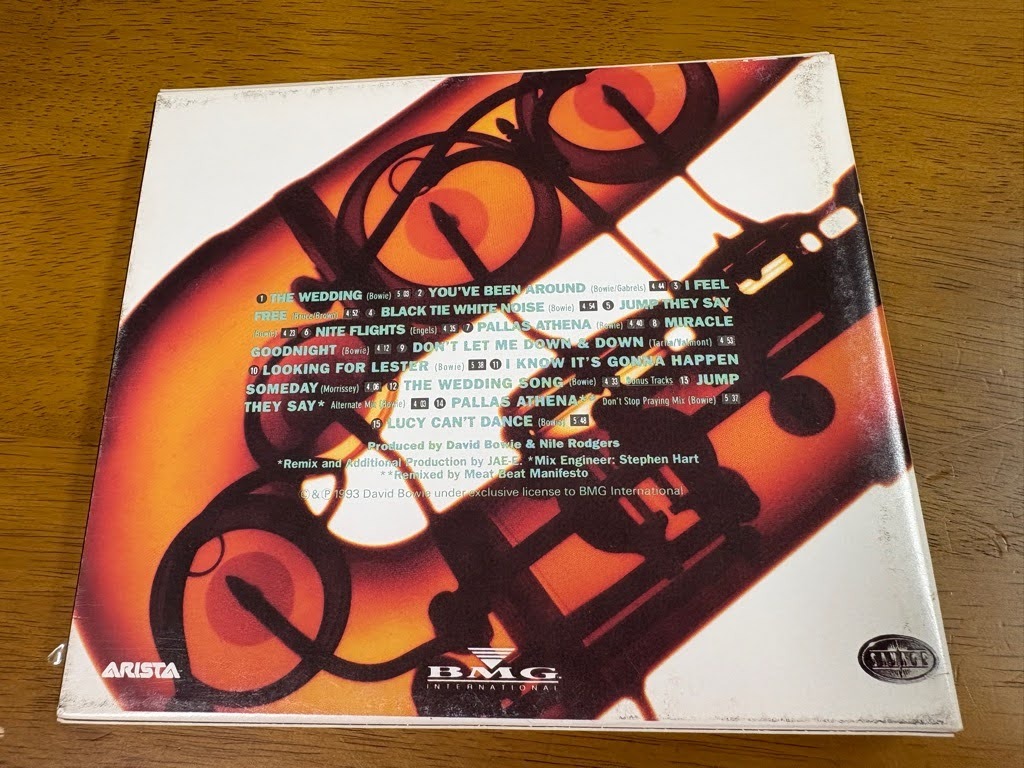 1 THE WEDDING (Bowie) 5 03 2 YOU'VE BEEN AROUND (Bowie/Gabrels) 4 44 3 I FEEL
FREE (Bruce/Brown) 4 52 4 BLACK TIE WHITE NOISE (Bowie) 4 54 5 JUMP THEY SAY
(Bowie) 4 23 6 NITE FLIGHTS (Engels) 4 35 7 PALLAS ATHENA (Bowie) 4 40 8 MIRACLE
GOODNIGHT (Bowie) 4 12 9 DON'T LET ME DOWN & DOWN (Tarha/Valmont) 4 53
10 LOOKING FOR LESTER (Bowie) 5 38 11 I KNOW IT'S GONNA HAPPEN
SOMEDAY (Morrissey) 4 06 12 THE WEDDING SONG (Bowie) 4 33 Bonus Tracks 13 JUMP
THEY SAY* Alternate Mix (Bowie) 4 03 14 PALLAS ATHENA** Don't Stop Praying Mix (Bowie) 5 37
15 LUCY CAN'T DANCE (Bowie) 5 48
Produced by David Bowie & Nile Rodgers
*Remix and Additional Production by JAE-E. *Mix Engineer: Stephen Hart
**Remixed by Meat Beat Manifesto
©&℗1993 David Bowie under exclusive license to BMG International
ARISTA
BMG
INTERNATIONAL
SAVAGE